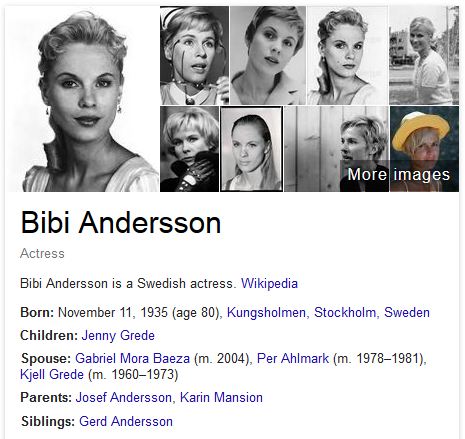 More images
Bibi Andersson
Actress
Bibi Andersson is a Swedish actress. Wikipedia
Born: November 11, 1935 (age 80), Kungsholmen, Stockholm, Sweden
Children: Jenny Grede
Spouse: Gabriel Mora Baeza (m. 2004), Per Ahlmark (m. 1978–1981),
Kjell Grede (m. 1960–1973)
Parents: Josef Andersson, Karin Mansion
Siblings: Gerd Andersson